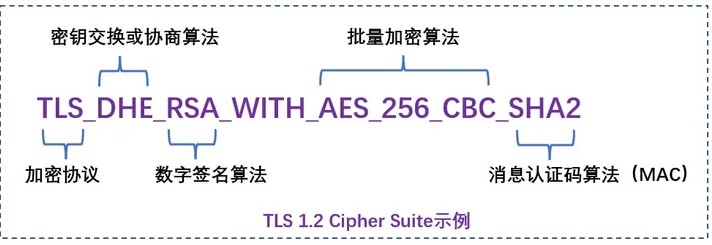 密钥交换或协商算法 批量加密算法
TLS_DHE_RSA_WITH_AES_256_CBC_SHA2
加密协议 数字签名算法 消息认证码算法（MAC）
TLS 1.2 Cipher Suite示例